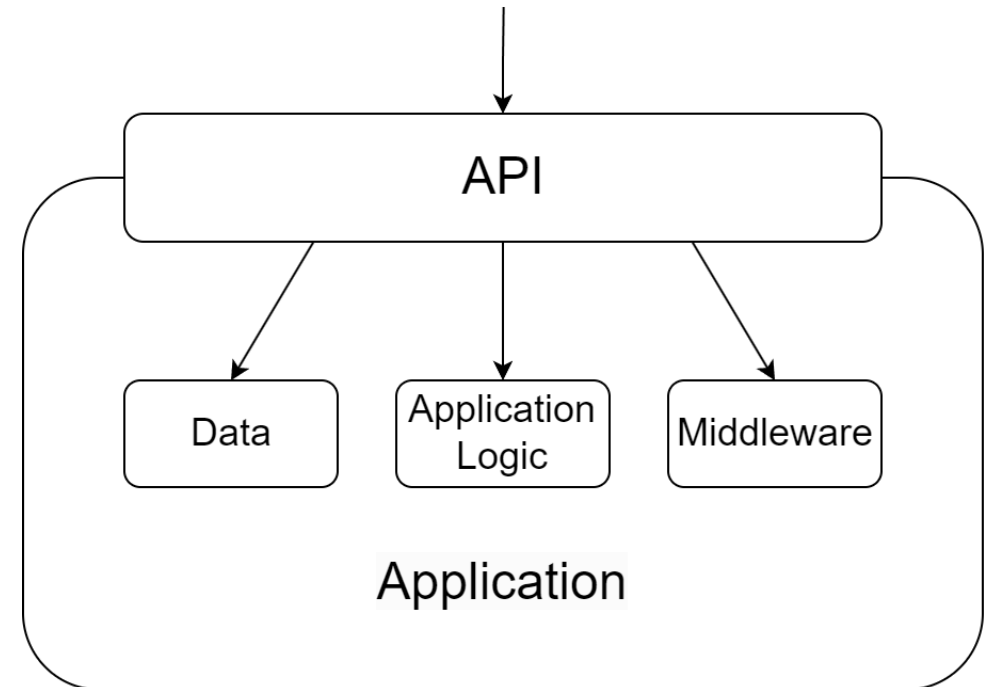 API
Data
Application
Logic
Middleware
Application